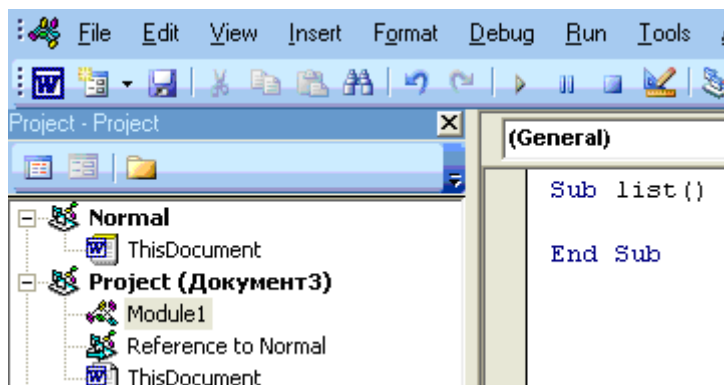 File Edit View Insert Format Debug Run Tools
Project - Project
(General)
Sub list()
End Sub
Normal
ThisDocument
Project (Документ3)
Module1
Reference to Normal
ThisDocument